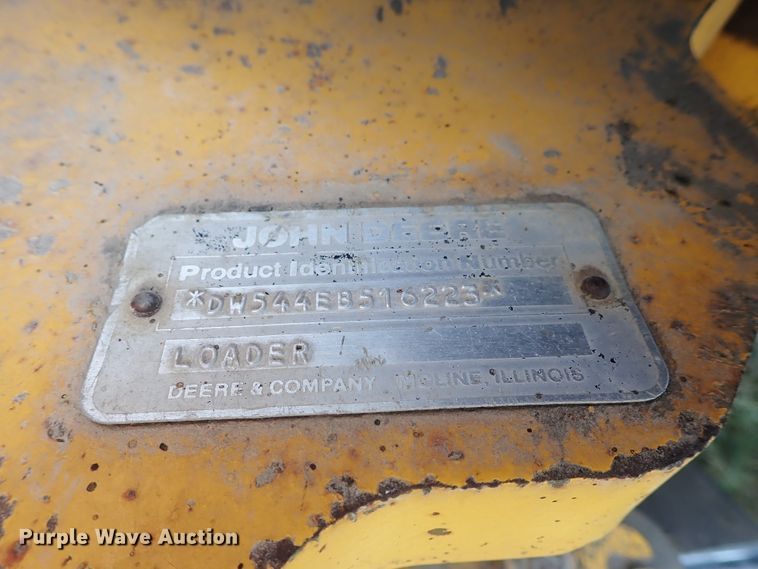 JOHN DEERE
Product Identification Number
*DW544EB516223*
LOADER
DEERE & COMPANY MOLINE, ILLINOIS
Purple Wave Auction